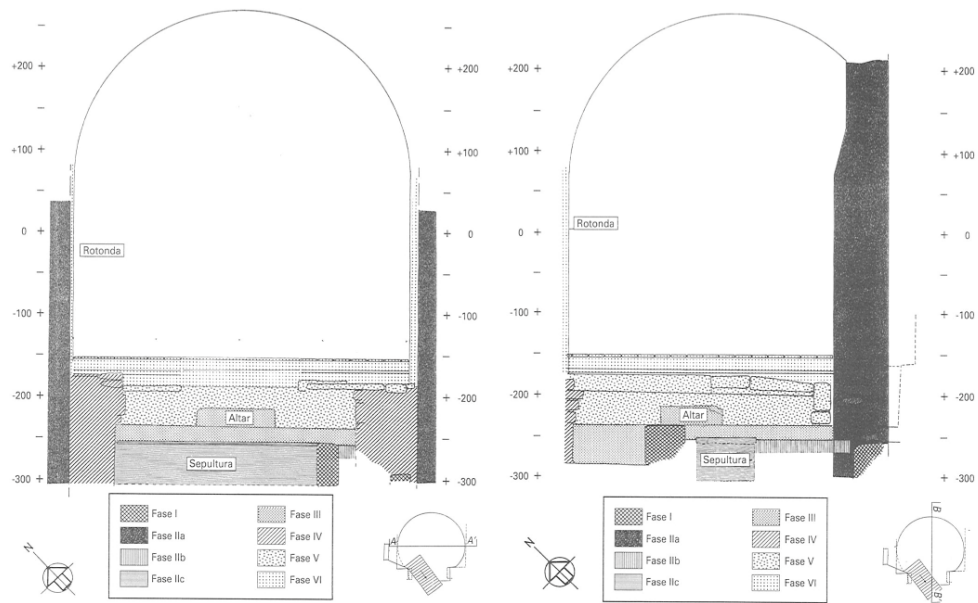 +200
+100
0
-100
-200
-300
Rotonda
Altar
Sepultura
+200
+100
0
-100
-200
-300
Fase I
Fase IIa
Fase IIb
Fase IIc
Fase III
Fase IV
Fase V
Fase VI
N
A
A'
+200
+100
0
-100
-200
-300
Rotonda
Altar
Sepultura
+200
+100
0
-100
-200
-300
Fase I
Fase IIa
Fase IIb
Fase IIc
Fase III
Fase IV
Fase V
Fase VI
N
B
B'